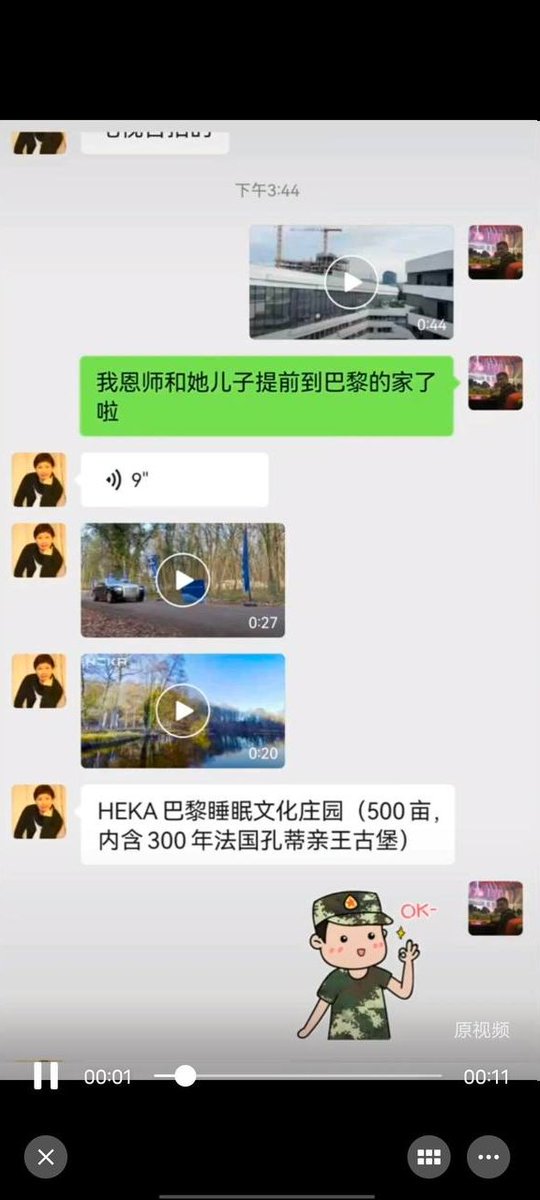 下午3:44
0:44
我恩师和她儿子提前到巴黎的家了
啦
9"
0:27
HEKA
0:20
HEKA 巴黎睡眠文化庄园（500 亩，
内含 300 年法国孔蒂亲王古堡）
OK~
原视频
00:01
00:11